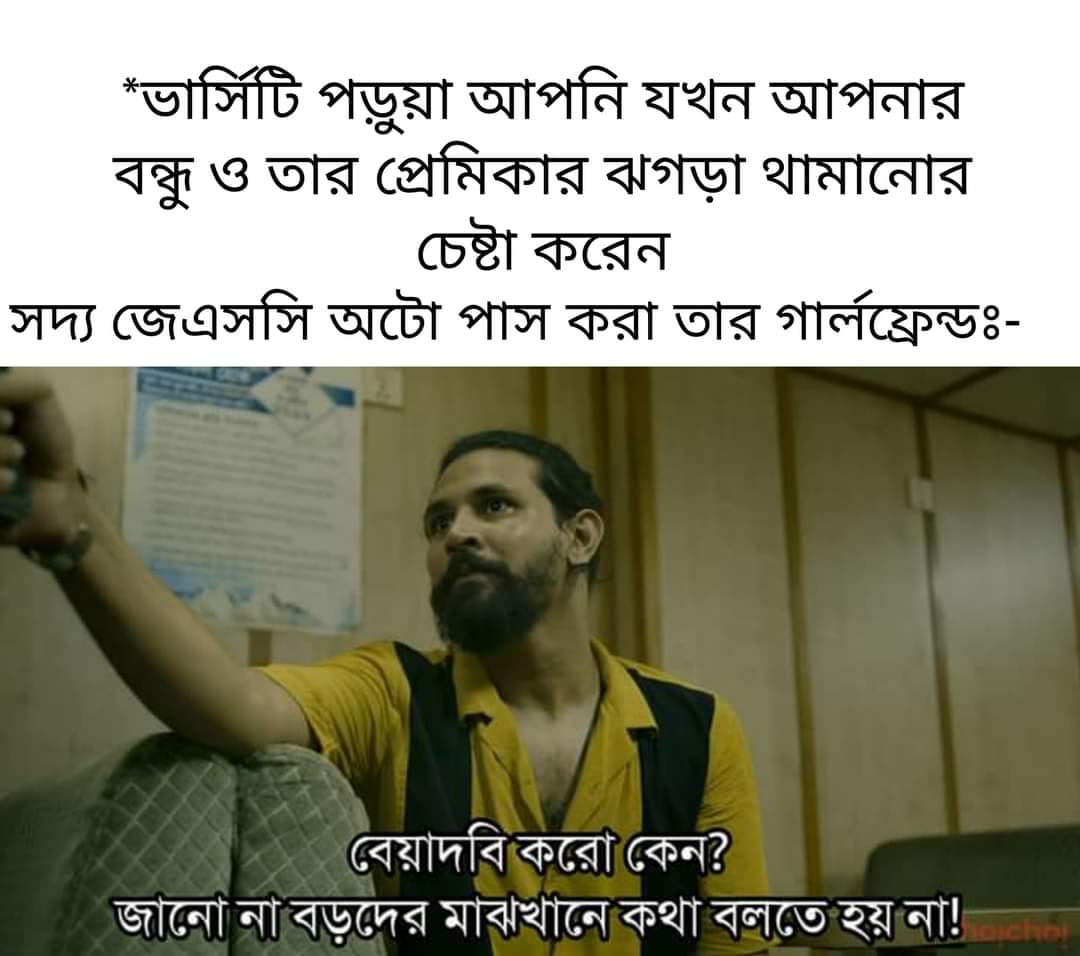 *ভার্সিটি পড়ুয়া আপনি যখন আপনার
বন্ধু ও তার প্রেমিকার ঝগড়া থামানোর
চেষ্টা করেন
সদ্য জেএসসি অটো পাস করা তার গার্লফ্রেন্ডঃ-
বেয়াদবি করো কেন?
জানো না বড়দের মাঝখানে কথা বলতে হয় না!
hoichoi